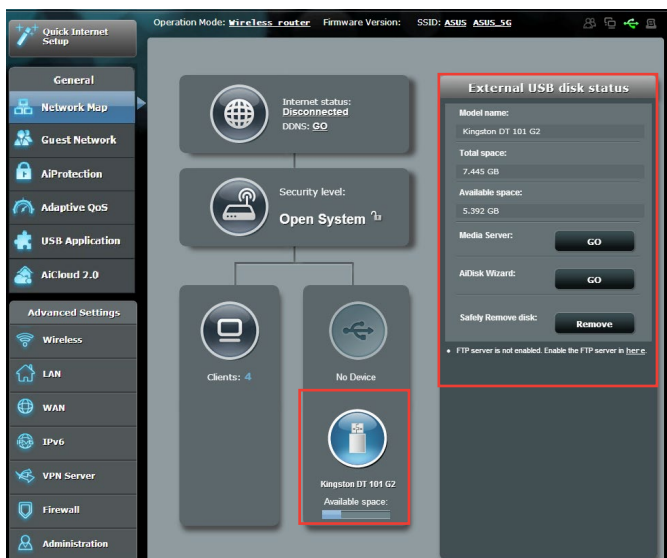 Quick Internet
Setup
Operation Mode: Wireless router Firmware Version: SSID: ASUS ASUS_5G
General
Network Map
Guest Network
AiProtection
Adaptive QoS
USB Application
AiCloud 2.0
Advanced Settings
Wireless
LAN
WAN
IPv6
VPN Server
Firewall
Administration
Internet status:
Disconnected
DDNS: GO
Security level:
Open System
Clients: 4
No Device
Kingston DT 101 G2
Available space:
External USB disk status
Model name:
Kingston DT 101 G2
Total space:
7.445 GB
Available space:
5.392 GB
Media Server: GO
AiDisk Wizard: GO
Safely Remove disk: Remove
• FTP server is not enabled. Enable the FTP server in here.